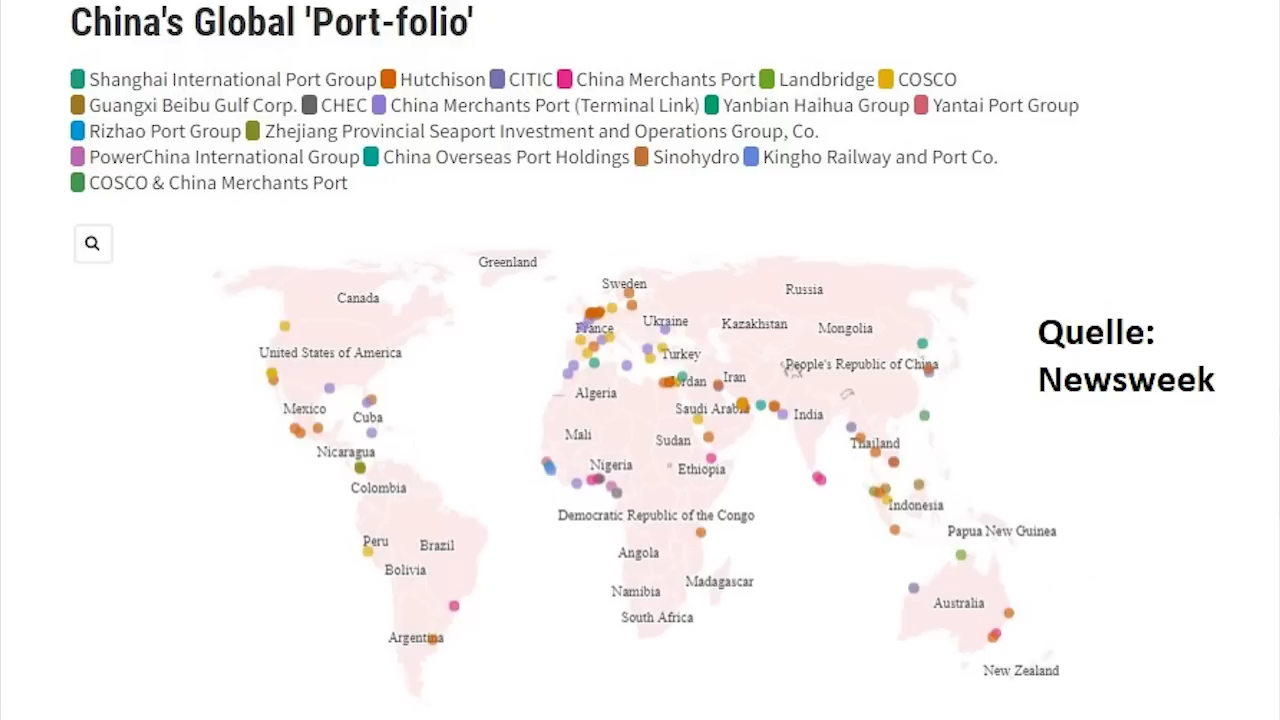 China's Global 'Port-folio'
Shanghai International Port Group Hutchison CITIC China Merchants Port Landbridge COSCO
Guangxi Beibu Gulf Corp. CHEC China Merchants Port (Terminal Link) Yanbian Haihua Group Yantai Port Group
Rizhao Port Group Zhejiang Provincial Seaport Investment and Operations Group, Co.
PowerChina International Group China Overseas Port Holdings Sinohydro Kingho Railway and Port Co.
COSCO & China Merchants Port
Greenland
Sweden
Canada
Russia
Ukraine
Kazakhstan
Mongolia
France
Quelle:
Newsweek
United States of America
Turkey
People's Republic of China
Iran
Algeria
Mexico
Saudi Arabia
India
Cuba
Mali
Sudan
Thailand
Nicaragua
Nigeria
Ethiopia
Colombia
Indonesia
Democratic Republic of the Congo
Papua New Guinea
Peru
Brazil
Angola
Bolivia
Madagascar
Namibia
Australia
South Africa
Argentina
New Zealand